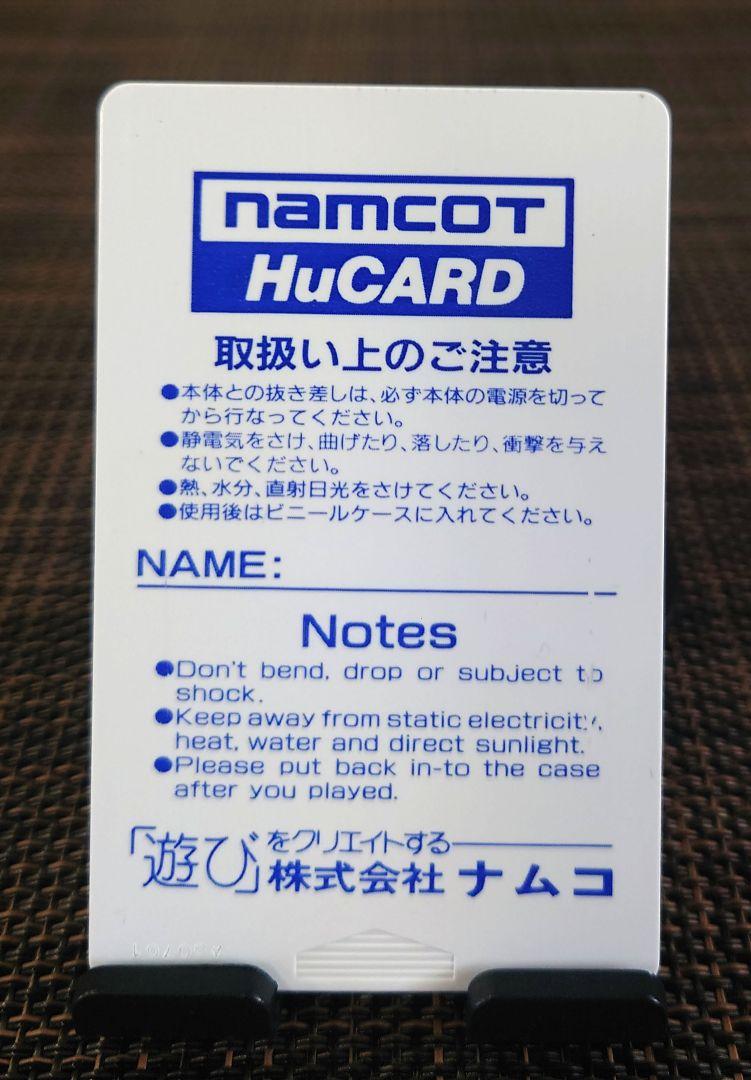 namcoT
HuCARD
取扱い上のご注意
●本体との抜き差しは、必ず本体の電源を切って
から行なってください。
●静電気をさけ、曲げたり、落したり、衝撃を与え
ないでください。
●熱、水分、直射日光をさけてください。
●使用後はビニールケースに入れてください。
NAME:
Notes
●Don't bend, drop or subject to
shock.
●Keep away from static electricity,
heat, water and direct sunlight.
●Please put back in-to the case
after you played.
「遊び」をクリエイトする
株式会社 ナムコ